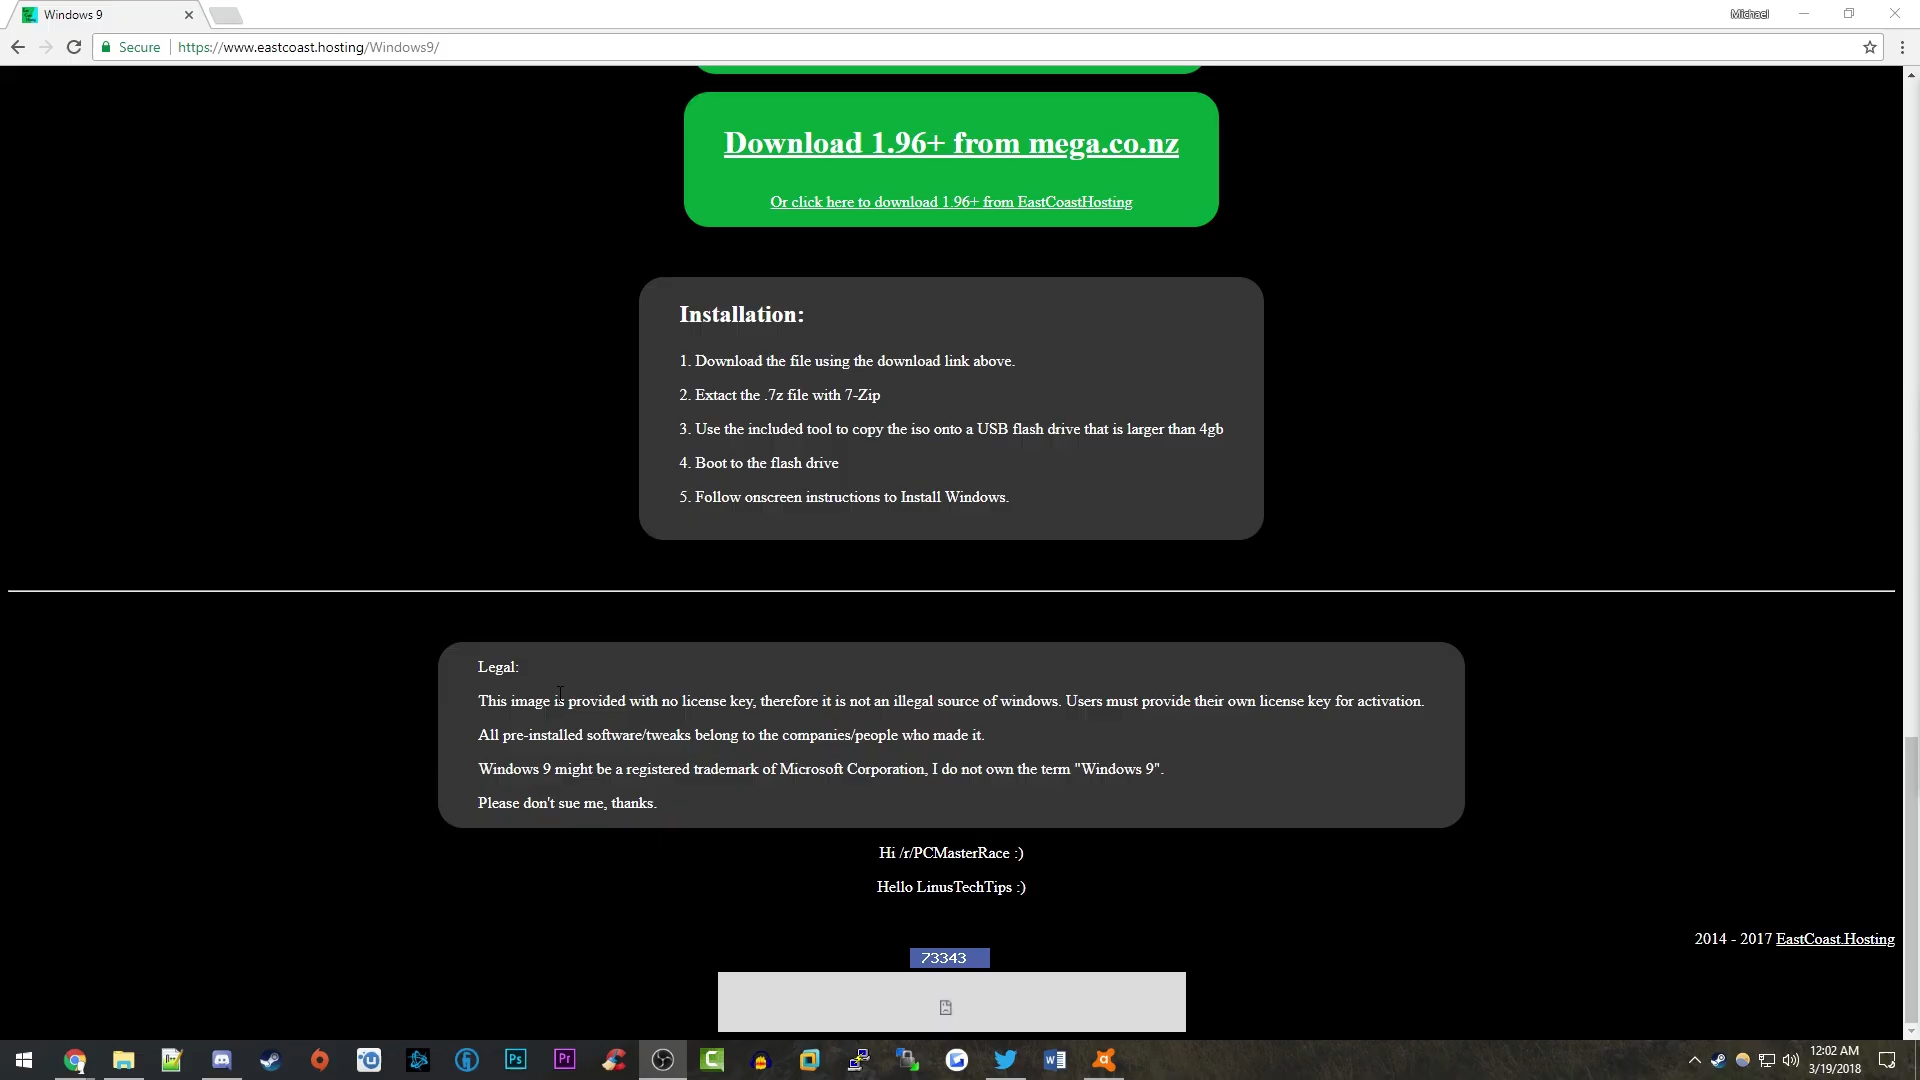 Windows 9
Michael
Secure
https://www.eastcoast.hosting/Windows9/
Download 1.96+ from mega.co.nz
Or click here to download 1.96+ from EastCoastHosting
Installation:
1. Download the file using the download link above.
2. Extact the .7z file with 7-Zip
3. Use the included tool to copy the iso onto a USB flash drive that is larger than 4gb
4. Boot to the flash drive
5. Follow onscreen instructions to Install Windows.
Legal:
This image is provided with no license key, therefore it is not an illegal source of windows. Users must provide their own license key for activation.
All pre-installed software/tweaks belong to the companies/people who made it.
Windows 9 might be a registered trademark of Microsoft Corporation, I do not own the term "Windows 9".
Please don't sue me, thanks.
Hi /r/PCMasterRace :)
Hello LinusTechTips :)
2014 - 2017 EastCoast.Hosting
73343
Ps
Pr
12:02 AM
3/19/2018